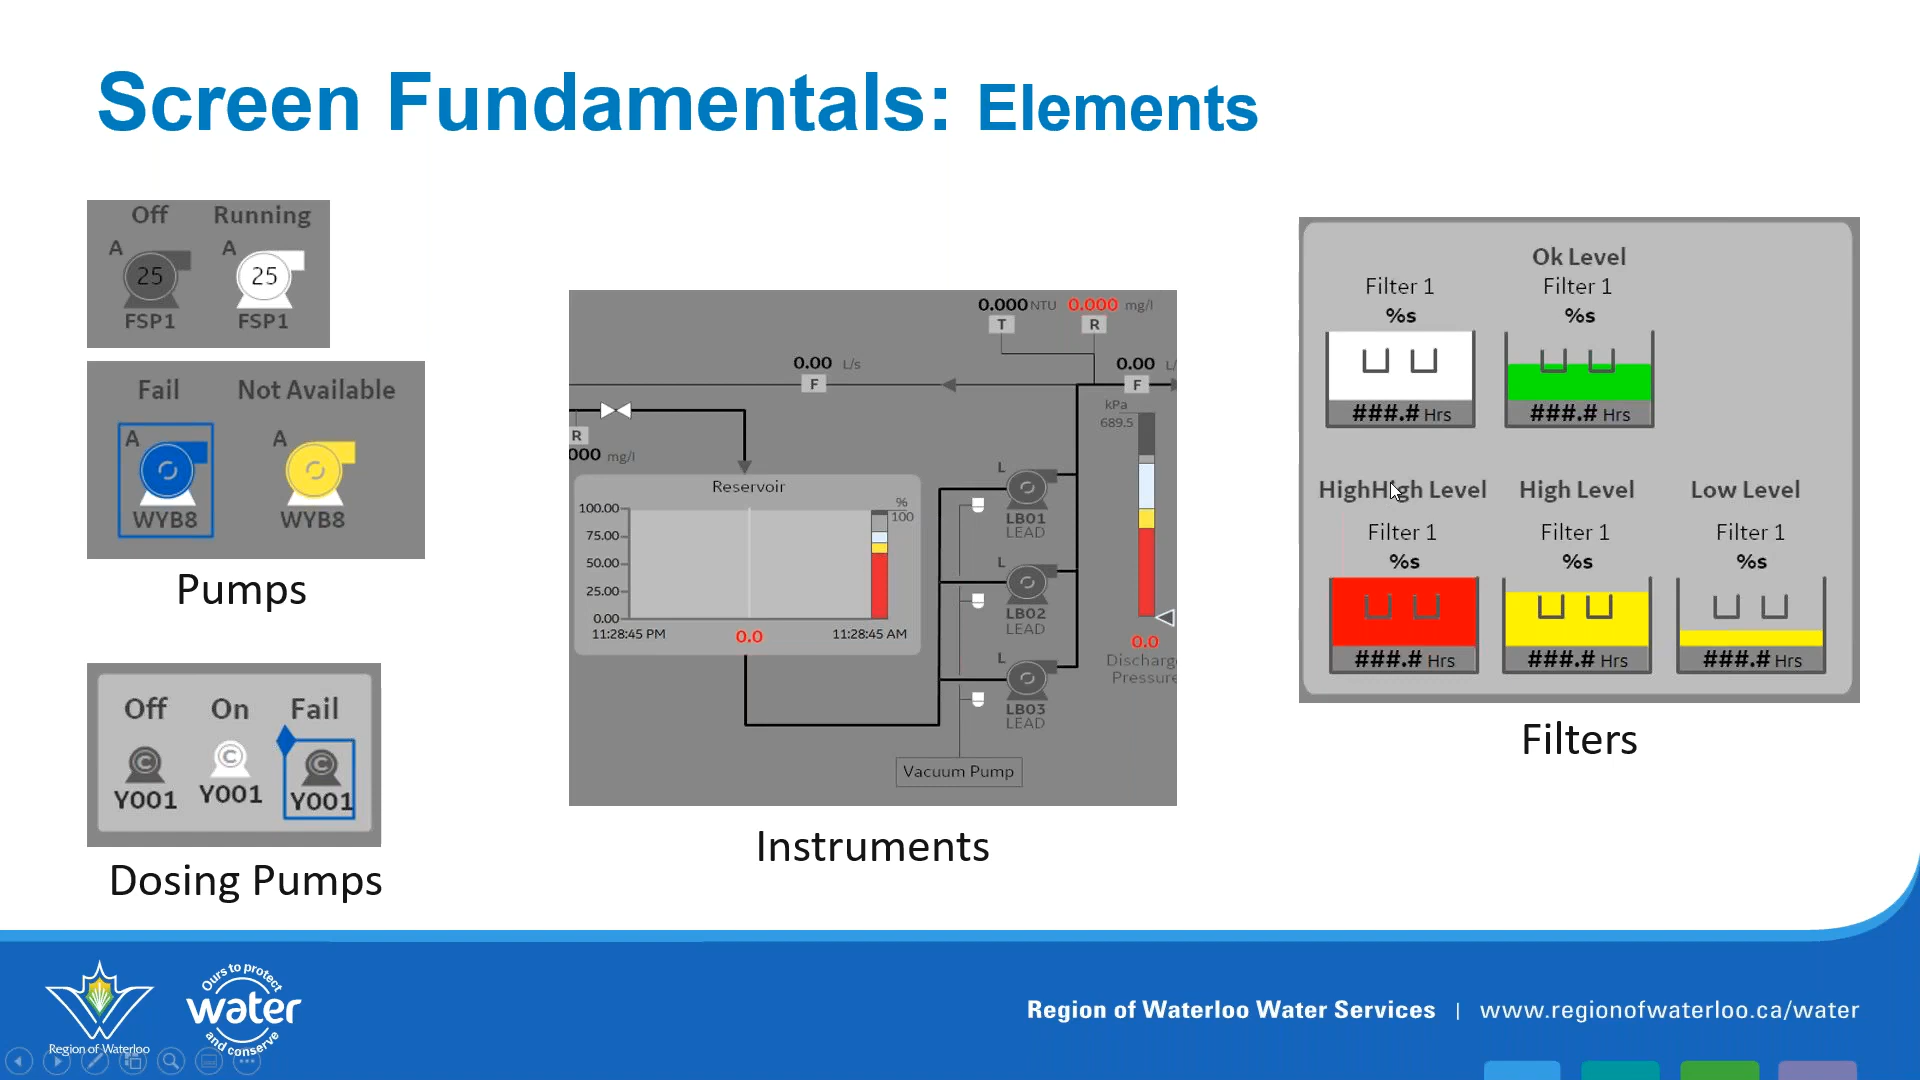 Screen Fundamentals: Elements
Off Running
A A
25 25
FSP1 FSP1
Fail Not Available
A A
WYB8 WYB8
Pumps
Off On Fail
C C C
Y001 Y001 Y001
Dosing Pumps
0.000 NTU 0.000 mg/l
T R
0.00 L/s 0.00 L/
F F
kPa
689.5
R
000 mg/l
Reservoir
%
100.00 100
75.00
50.00
25.00
0.00
11:28:45 PM 0.0 11:28:45 AM
L
LB01
LEAD
L
LB02
LEAD
L
LB03
LEAD
0.0
Discharg
Pressure
Vacuum Pump
Instruments
Ok Level
Filter 1 Filter 1
%s %s
###.# Hrs ###.# Hrs
HighHigh Level High Level Low Level
Filter 1 Filter 1 Filter 1
%s %s %s
###.# Hrs ###.# Hrs ###.# Hrs
Filters
Region of Waterloo
Ours to protect
water
and conserve
Region of Waterloo Water Services | www.regionofwaterloo.ca/water